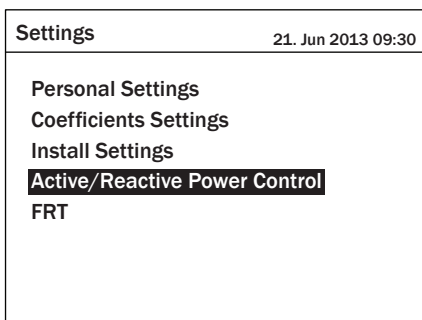 Settings
21. Jun 2013 09:30
Personal Settings
Coefficients Settings
Install Settings
Active/Reactive Power Control
FRT